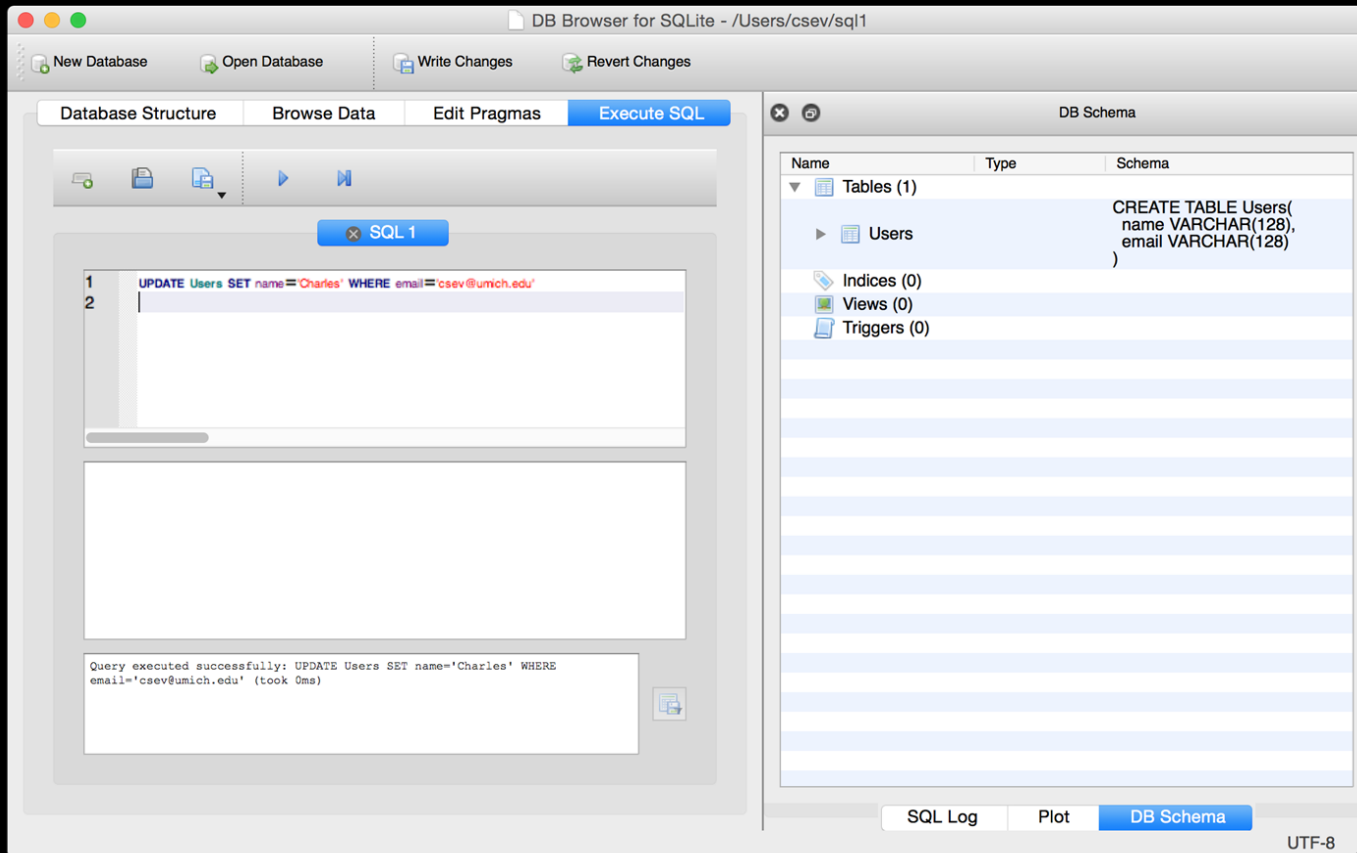 DB Browser for SQLite - /Users/csev/sql1
New Database Open Database Write Changes Revert Changes
Database Structure Browse Data Edit Pragmas Execute SQL
SQL 1
1 UPDATE Users SET name='Charles' WHERE email='csev@umich.edu'
2
Query executed successfully: UPDATE Users SET name='Charles' WHERE
email='csev@umich.edu' (took 0ms)
DB Schema
Name Type Schema
Tables (1)
Users
CREATE TABLE Users(
name VARCHAR(128),
email VARCHAR(128)
)
Indices (0)
Views (0)
Triggers (0)
SQL Log Plot DB Schema
UTF-8